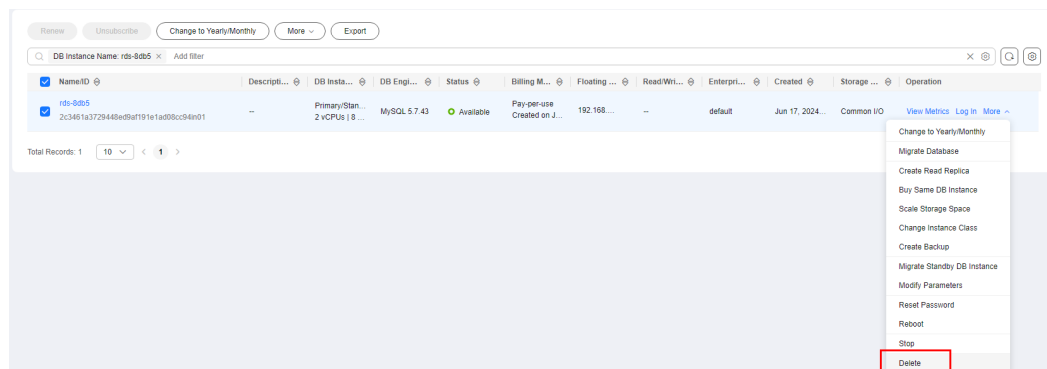 Renew Unsubscribe Change to Yearly/Monthly More Export
DB Instance Name: rds-8db5 × Add filter
Name/ID Descripti... DB Insta... DB Engi... Status Billing M... Floating ... Read/Wri... Enterpri... Created Storage ... Operation
rds-8db5
2c3461a3729448ed9af191e1ad08cc94in01
--
Primary/Stan...
2 vCPUs | 8 ...
MySQL 5.7.43
Available
Pay-per-use
Created on J...
192.168....
--
default
Jun 17, 2024...
Common I/O
View Metrics Log In More
Total Records: 1 10 < 1 >
Change to Yearly/Monthly
Migrate Database
Create Read Replica
Buy Same DB Instance
Scale Storage Space
Change Instance Class
Create Backup
Migrate Standby DB Instance
Modify Parameters
Reset Password
Reboot
Stop
Delete